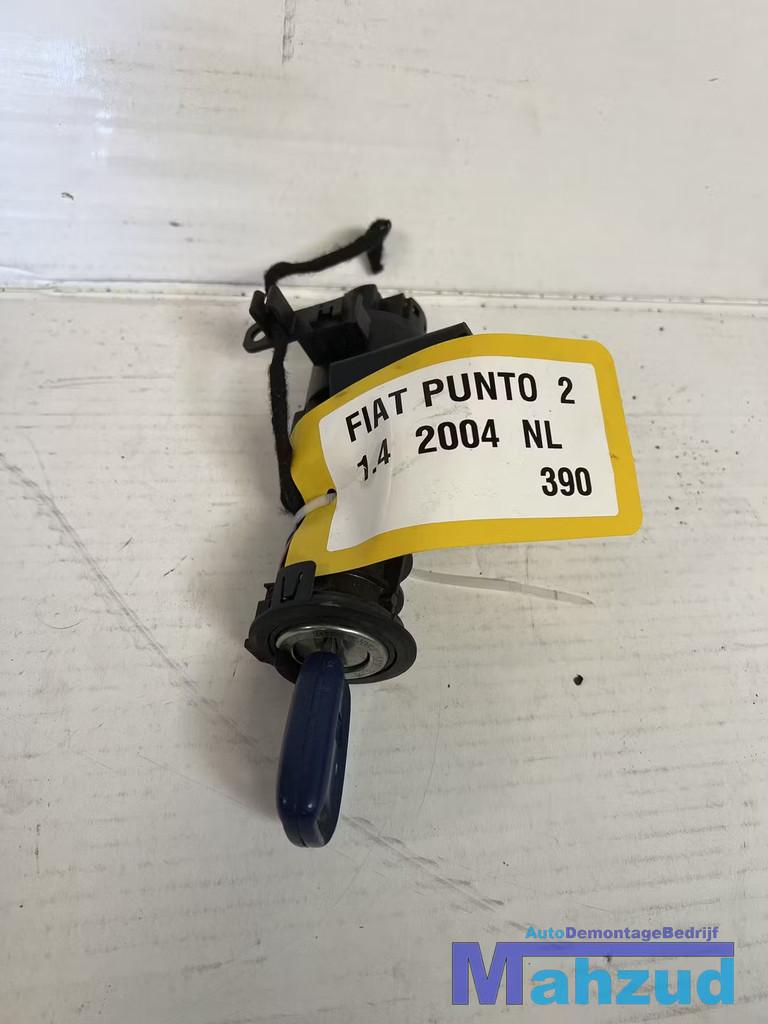 FIAT PUNTO 2
1.4 2004 NL
390
AutoDemontageBedrijf
Mahzud